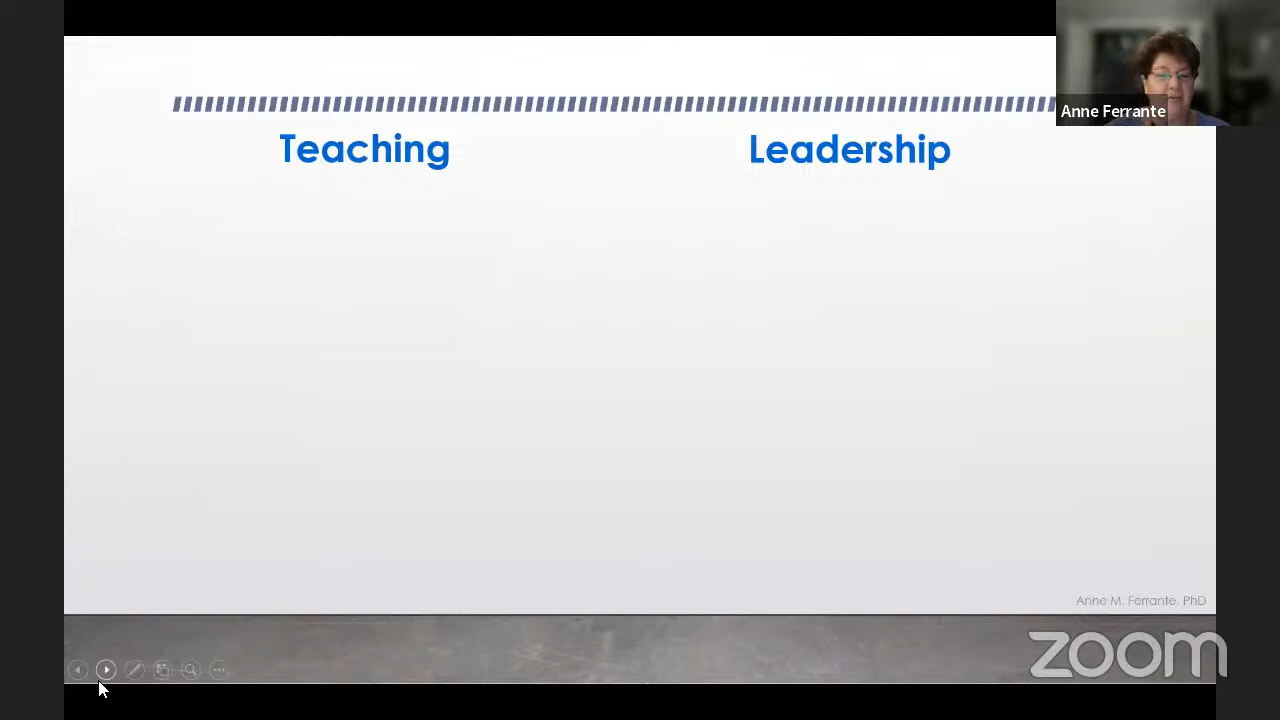 Anne Ferrante
Teaching
Leadership
Anne M. Ferrante, PhD
zoom